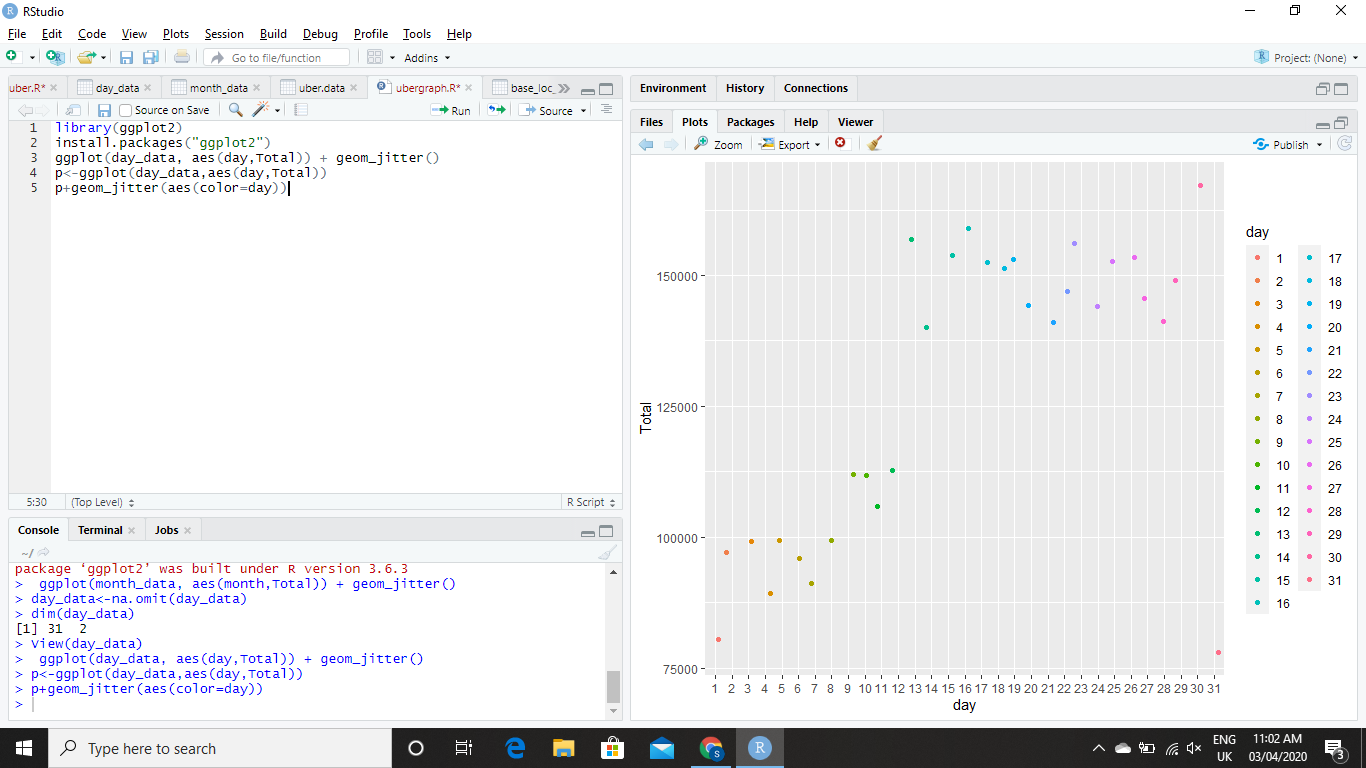 RStudio
File Edit Code View Plots Session Build Debug Profile Tools Help
Go to file/function Addins Project: (None)
uber.R* day_data month_data uber.data ubergraph.R* base_loc_
Source on Save Run Source
1 library(ggplot2)
2 install.packages("ggplot2")
3 ggplot(day_data, aes(day,Total)) + geom_jitter()
4 p<-ggplot(day_data,aes(day,Total))
5 p+geom_jitter(aes(color=day))
5:30 (Top Level) R Script
Console Terminal Jobs
~/
package ‘ggplot2’ was built under R version 3.6.3
>  ggplot(month_data, aes(month,Total)) + geom_jitter()
> day_data<-na.omit(day_data)
> dim(day_data)
[1] 31  2
> View(day_data)
>  ggplot(day_data, aes(day,Total)) + geom_jitter()
> p<-ggplot(day_data,aes(day,Total))
> p+geom_jitter(aes(color=day))
>
Environment History Connections
Files Plots Packages Help Viewer
Zoom Export Publish
150000
125000
100000
75000
Total
1 2 3 4 5 6 7 8 9 10 11 12 13 14 15 16 17 18 19 20 21 22 23 24 25 26 27 28 29 30 31
day
day
1 17
2 18
3 19
4 20
5 21
6 22
7 23
8 24
9 25
10 26
11 27
12 28
13 29
14 30
15 31
16
Type here to search
ENG
UK
11:02 AM
03/04/2020
3